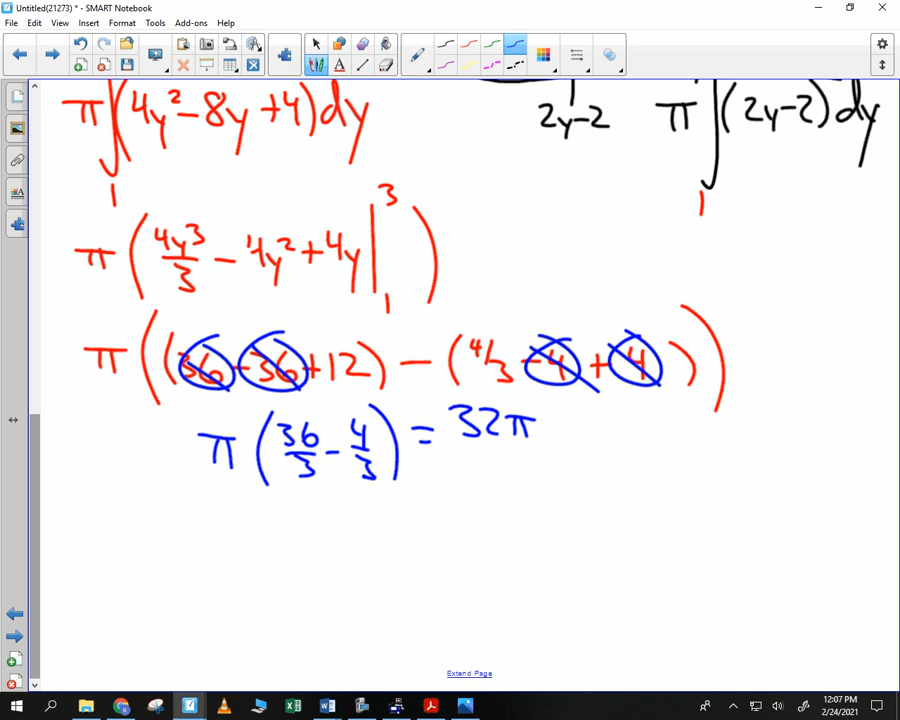 Untitled(21273) * - SMART Notebook
File Edit View Insert Format Tools Add-ons Help
π∫(4y² − 8y + 4)dy
1
2y−2
π∫(2y−2)dy
1
π(4y³/3 − 4y² + 4y |₁³)
π((36 − 36 + 12) − (4/3 − 4 + 4))
π(36/3 − 4/3) = 32π
Extend Page
12:07 PM
2/24/2021